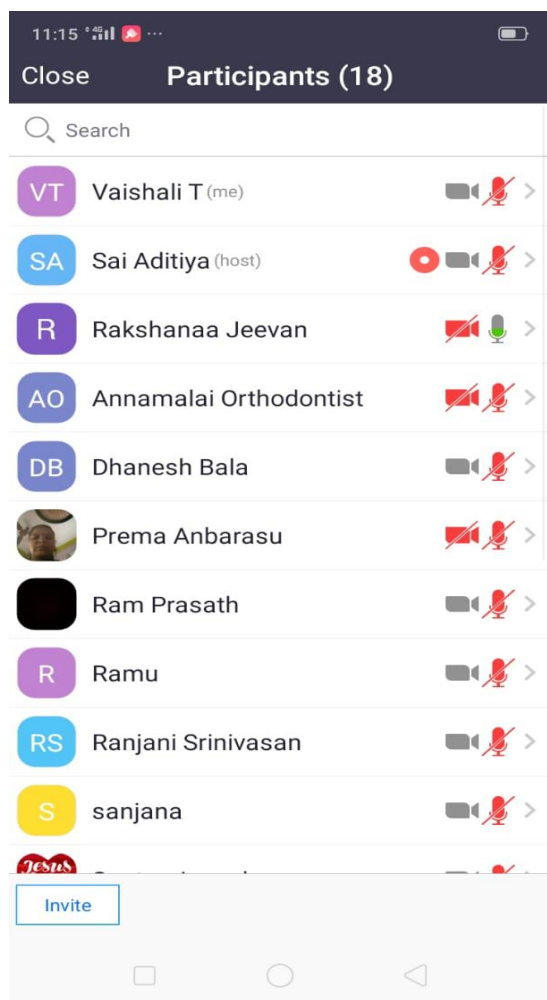 11:15 4G ...
Close Participants (18)
Search
VT Vaishali T (me)
SA Sai Aditiya (host)
R Rakshanaa Jeevan
AO Annamalai Orthodontist
DB Dhanesh Bala
Prema Anbarasu
Ram Prasath
R Ramu
RS Ranjani Srinivasan
S sanjana
Jesus
Invite